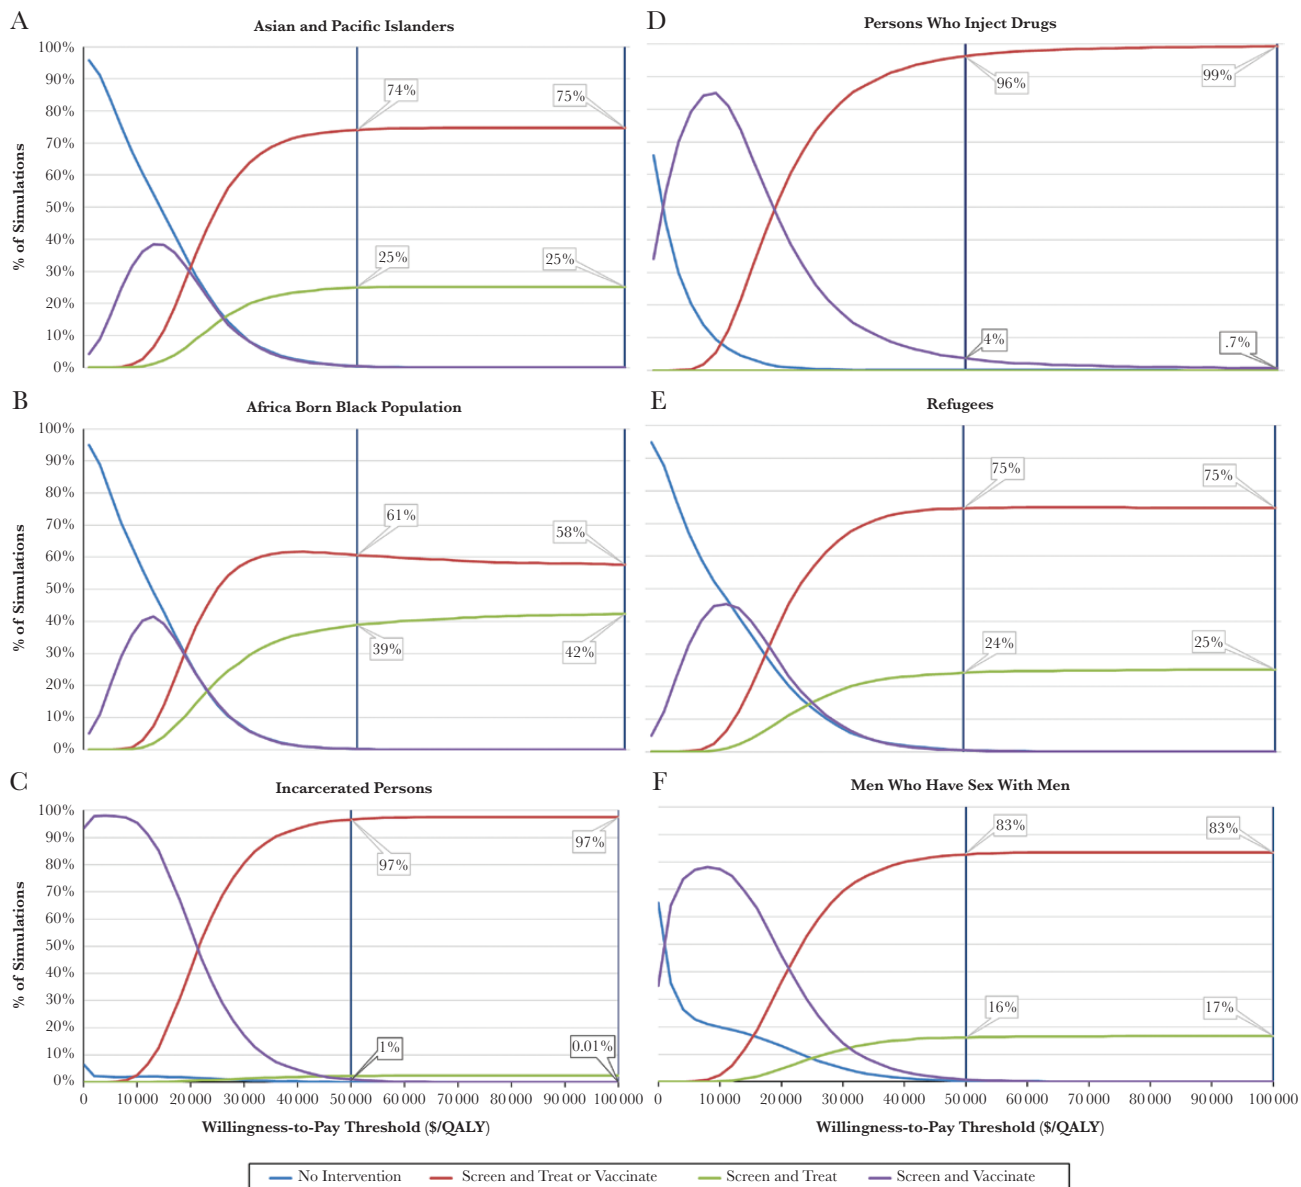 A
Asian and Pacific Islanders
% of Simulations
100%
90%
80%
70%
60%
50%
40%
30%
20%
10%
0%
74%
75%
25%
25%
D
Persons Who Inject Drugs
96%
99%
4%
.7%
B
Africa Born Black Population
% of Simulations
100%
90%
80%
70%
60%
50%
40%
30%
20%
10%
0%
61%
58%
39%
42%
E
Refugees
75%
75%
24%
25%
C
Incarcerated Persons
% of Simulations
100%
90%
80%
70%
60%
50%
40%
30%
20%
10%
0%
97%
97%
1%
0.01%
0 10 000 20 000 30 000 40 000 50 000 60 000 70 000 80 000 90 000 100 000
Willingness-to-Pay Threshold ($/QALY)
F
Men Who Have Sex With Men
83%
83%
16%
17%
0 10 000 20 000 30 000 40 000 50 000 60 000 70 000 80 000 90 000 100 000
Willingness-to-Pay Threshold ($/QALY)
No Intervention Screen and Treat or Vaccinate Screen and Treat Screen and Vaccinate